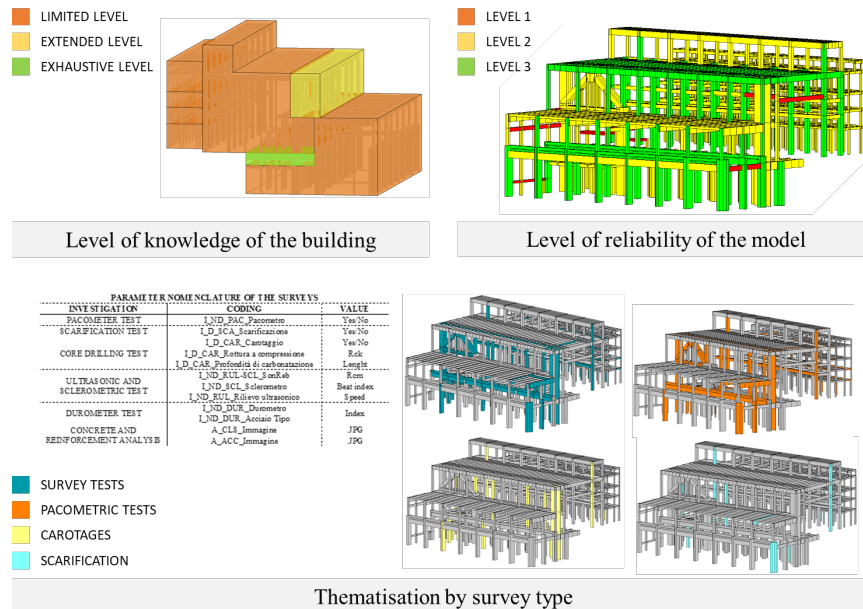 LIMITED LEVEL
EXTENDED LEVEL
EXHAUSTIVE LEVEL
Level of knowledge of the building
LEVEL 1
LEVEL 2
LEVEL 3
Level of reliability of the model
PARAMETER NOMENCLATURE OF THE SURVEYS
INVESTIGATION CODING VALUE
PACOMETER TEST I_ND_PAC_Pacometro Yes/No
SCARIFICATION TEST I_D_SCA_Scarificazione Yes/No
I_D_CAR_Carotaggio Yes/No
CORE DRILLING TEST I_D_CAR_Rottura a compressione Rck
I_D_CAR_Profondità di carbonatazione Lenght
ULTRASONIC AND I_ND_RUL-SCL_SonReb Rcm
SCLEROMETRIC TEST I_ND_SCL_Sclerometro Beat index
I_ND_RUL_Rilievo ultrasonico Speed
DUROMETER TEST I_ND_DUR_Durometro Index
I_ND_DUR_Acciaio Tipo
CONCRETE AND A_CLS_Immagine JPG
REINFORCEMENT ANALYSIS A_ACC_Immagine JPG
SURVEY TESTS
PACOMETRIC TESTS
CAROTAGES
SCARIFICATION
Thematisation by survey type